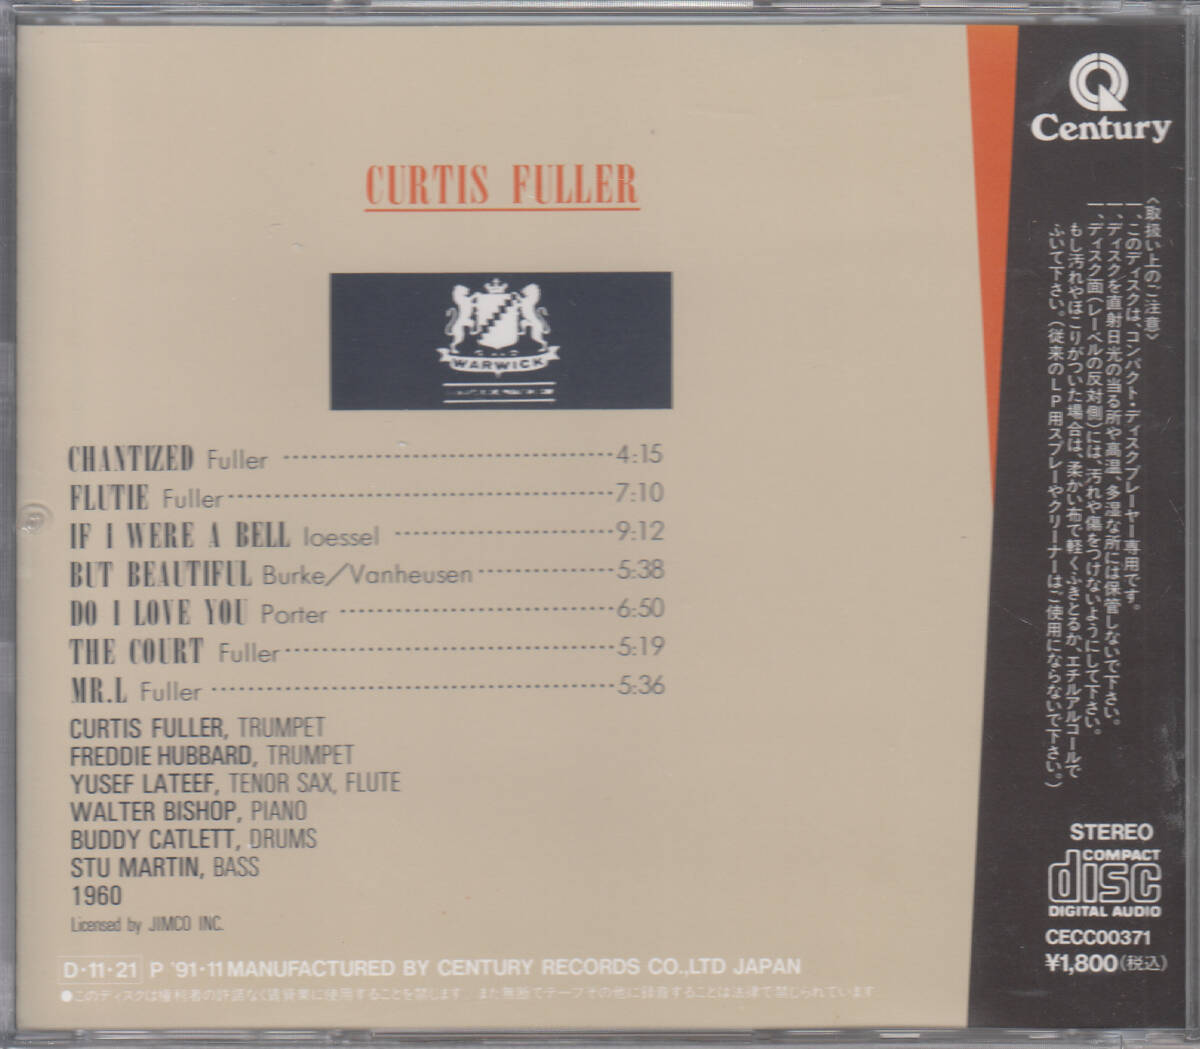 CURTIS FULLER
WARWICK
CHANTIZED Fuller 4:15
FLUTIE Fuller 7:10
IF I WERE A BELL loessel 9:12
BUT BEAUTIFUL Burke/Vanheusen 5:38
DO I LOVE YOU Porter 6:50
THE COURT Fuller 5:19
MR.L Fuller 5:36
CURTIS FULLER, TRUMPET
FREDDIE HUBBARD, TRUMPET
YUSEF LATEEF, TENOR SAX, FLUTE
WALTER BISHOP, PIANO
BUDDY CATLETT, DRUMS
STU MARTIN, BASS
1960
Licensed by JIMCO INC.
D·11·21 P '91·11 MANUFACTURED BY CENTURY RECORDS CO.,LTD JAPAN
●このディスクは権利者の許諾なく賃貸業に使用することを禁じます。また無断でテープその他に録音することは法律で禁じられています。
Century
〈取扱い上のご注意〉
一、このディスクは、コンパクト・ディスクプレーヤー専用です。
一、ディスクを直射日光の当る所や高温、多湿な所には保管しないで下さい。
一、ディスク面(レーベルの反対側)には、汚れや傷をつけないようにして下さい。
もし汚れやほこりがついた場合は、柔かい布で軽くふきとるか、エチルアルコールで
ふいて下さい。(従来のLP用スプレーやクリーナーはご使用にならないで下さい。)
STEREO
COMPACT
disc
DIGITAL AUDIO
CECC00371
¥1,800(税込)